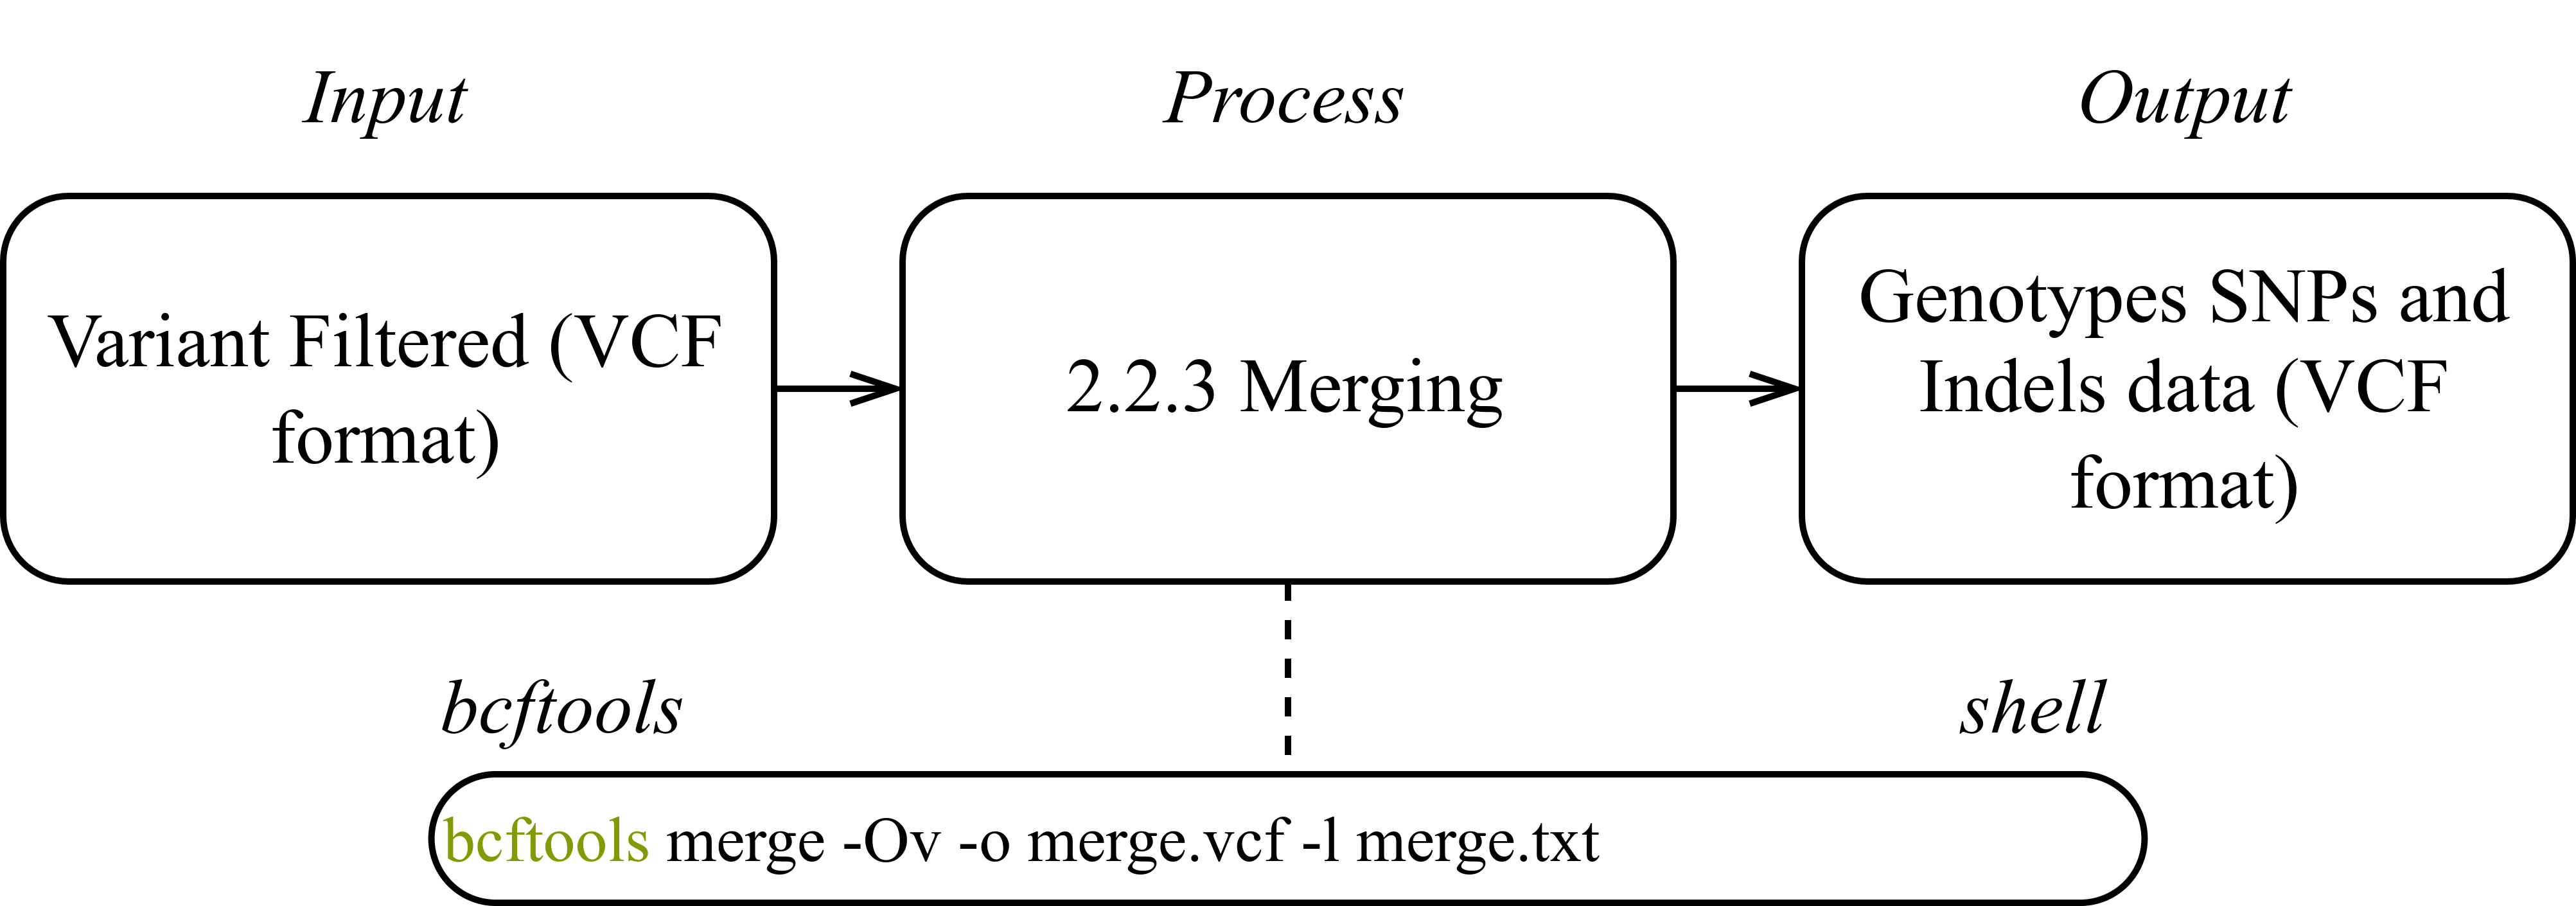 Input
Process
Output
Variant Filtered (VCF
format)
2.2.3 Merging
Genotypes SNPs and
Indels data (VCF
format)
bcftools
shell
bcftools merge -Ov -o merge.vcf -l merge.txt